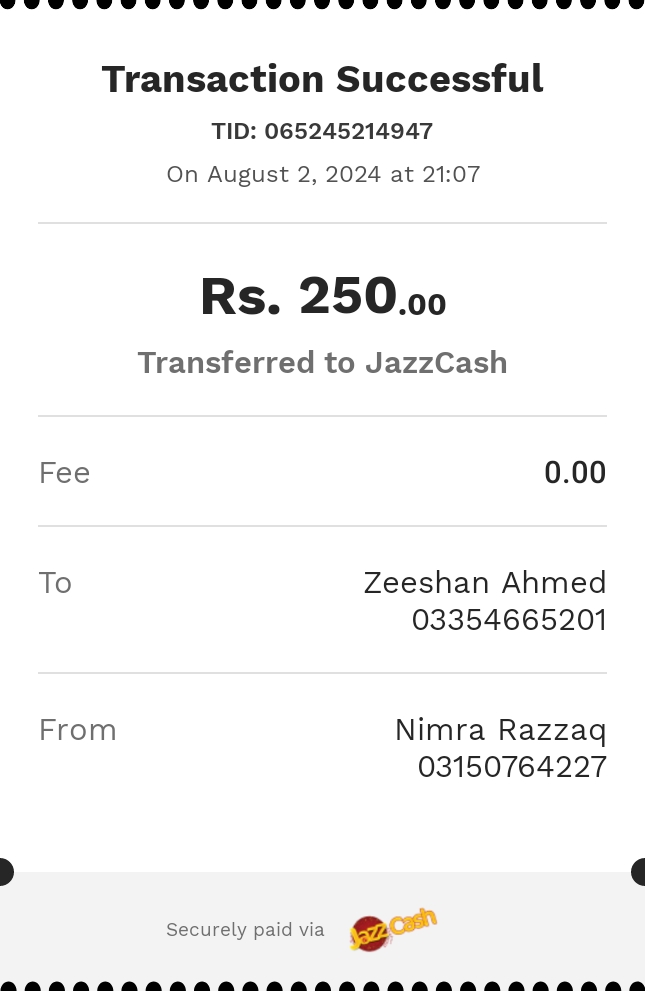 Transaction Successful
TID: 065245214947
On August 2, 2024 at 21:07
Rs. 250.00
Transferred to JazzCash
Fee 0.00
To Zeeshan Ahmed
03354665201
From Nimra Razzaq
03150764227
Securely paid via JazzCash